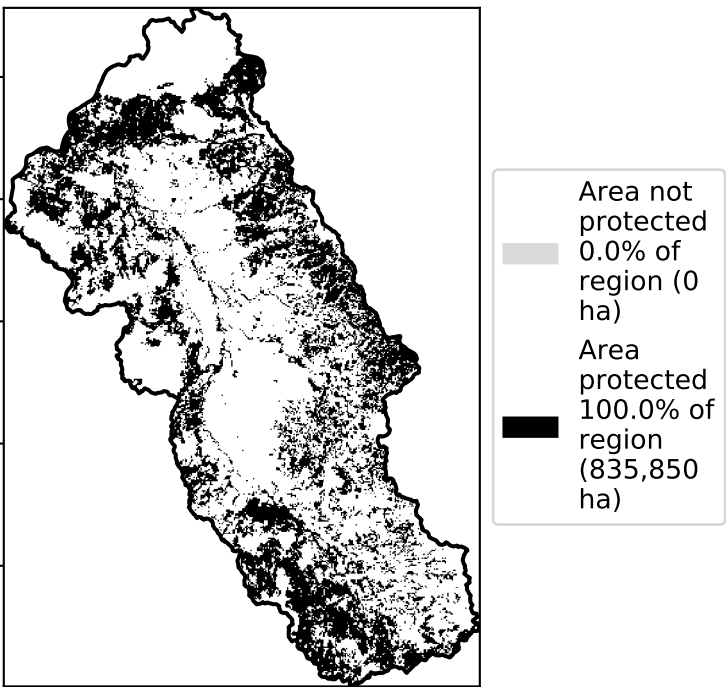 Area not
protected
0.0% of
region (0
ha)
Area
protected
100.0% of
region
(835,850
ha)